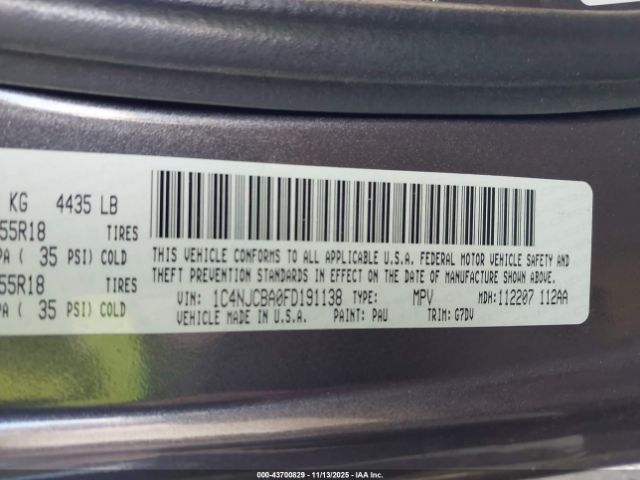 KG 4435 LB
55R18 TIRES
PA ( 35 PSI) COLD
55R18 TIRES
PA ( 35 PSI) COLD
THIS VEHICLE CONFORMS TO ALL APPLICABLE U.S.A. FEDERAL MOTOR VEHICLE SAFETY AND
THEFT PREVENTION STANDARDS IN EFFECT ON THE DATE OF MANUFACTURE SHOWN ABOVE.
VIN: 1C4NJCBA0FD191138 TYPE: MPV MDH:112207 112AA
VEHICLE MADE IN U.S.A. PAINT: PAU TRIM: G7DV
000-43700829 - 11/13/2025 - IAA, Inc.